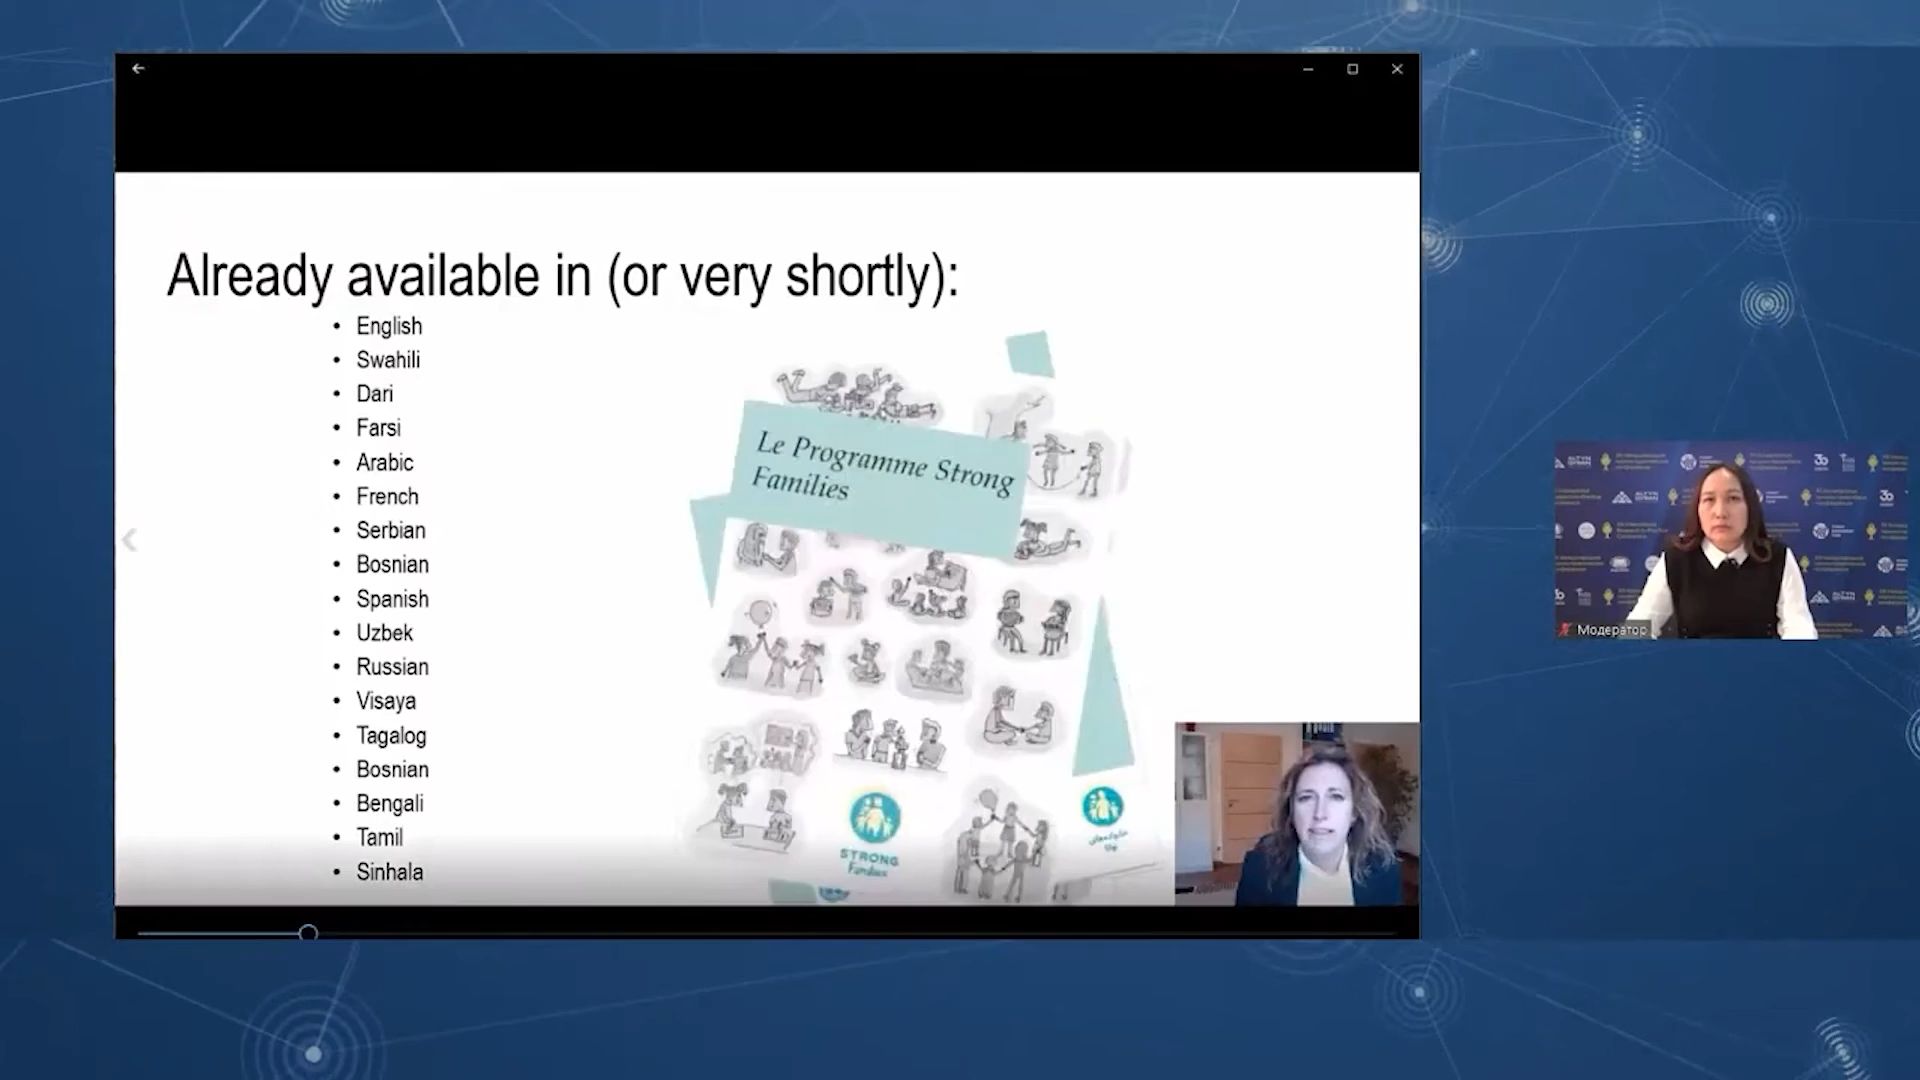 Already available in (or very shortly):
• English
• Swahili
• Dari
• Farsi
• Arabic
• French
• Serbian
• Bosnian
• Spanish
• Uzbek
• Russian
• Visaya
• Tagalog
• Bosnian
• Bengali
• Tamil
• Sinhala
Le Programme Strong
Families
STRONG
Families
Модератор